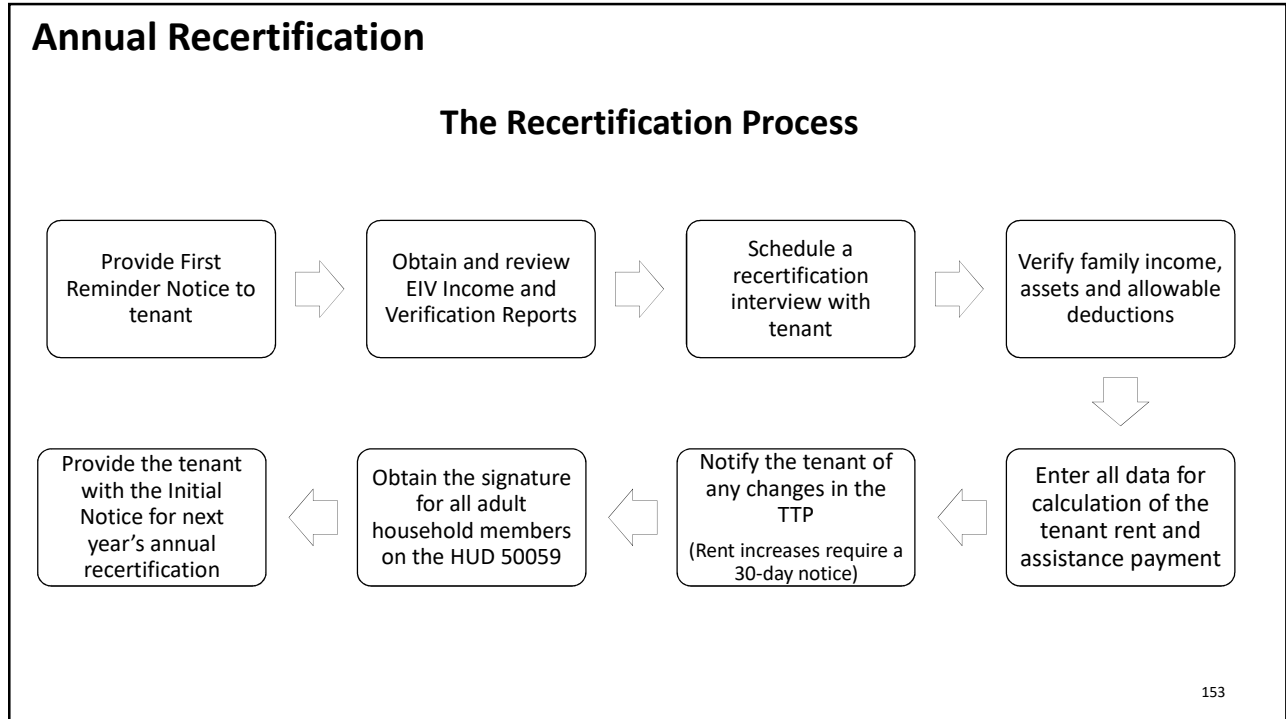 Annual Recertification
The Recertification Process
Provide First
Reminder Notice to
tenant
Obtain and review
EIV Income and
Verification Reports
Schedule a
recertification
interview with
tenant
Verify family income,
assets and allowable
deductions
Enter all data for
calculation of the
tenant rent and
assistance payment
Notify the tenant of
any changes in the
TTP
(Rent increases require a
30-day notice)
Obtain the signature
for all adult
household members
on the HUD 50059
Provide the tenant
with the Initial
Notice for next
year’s annual
recertification
153